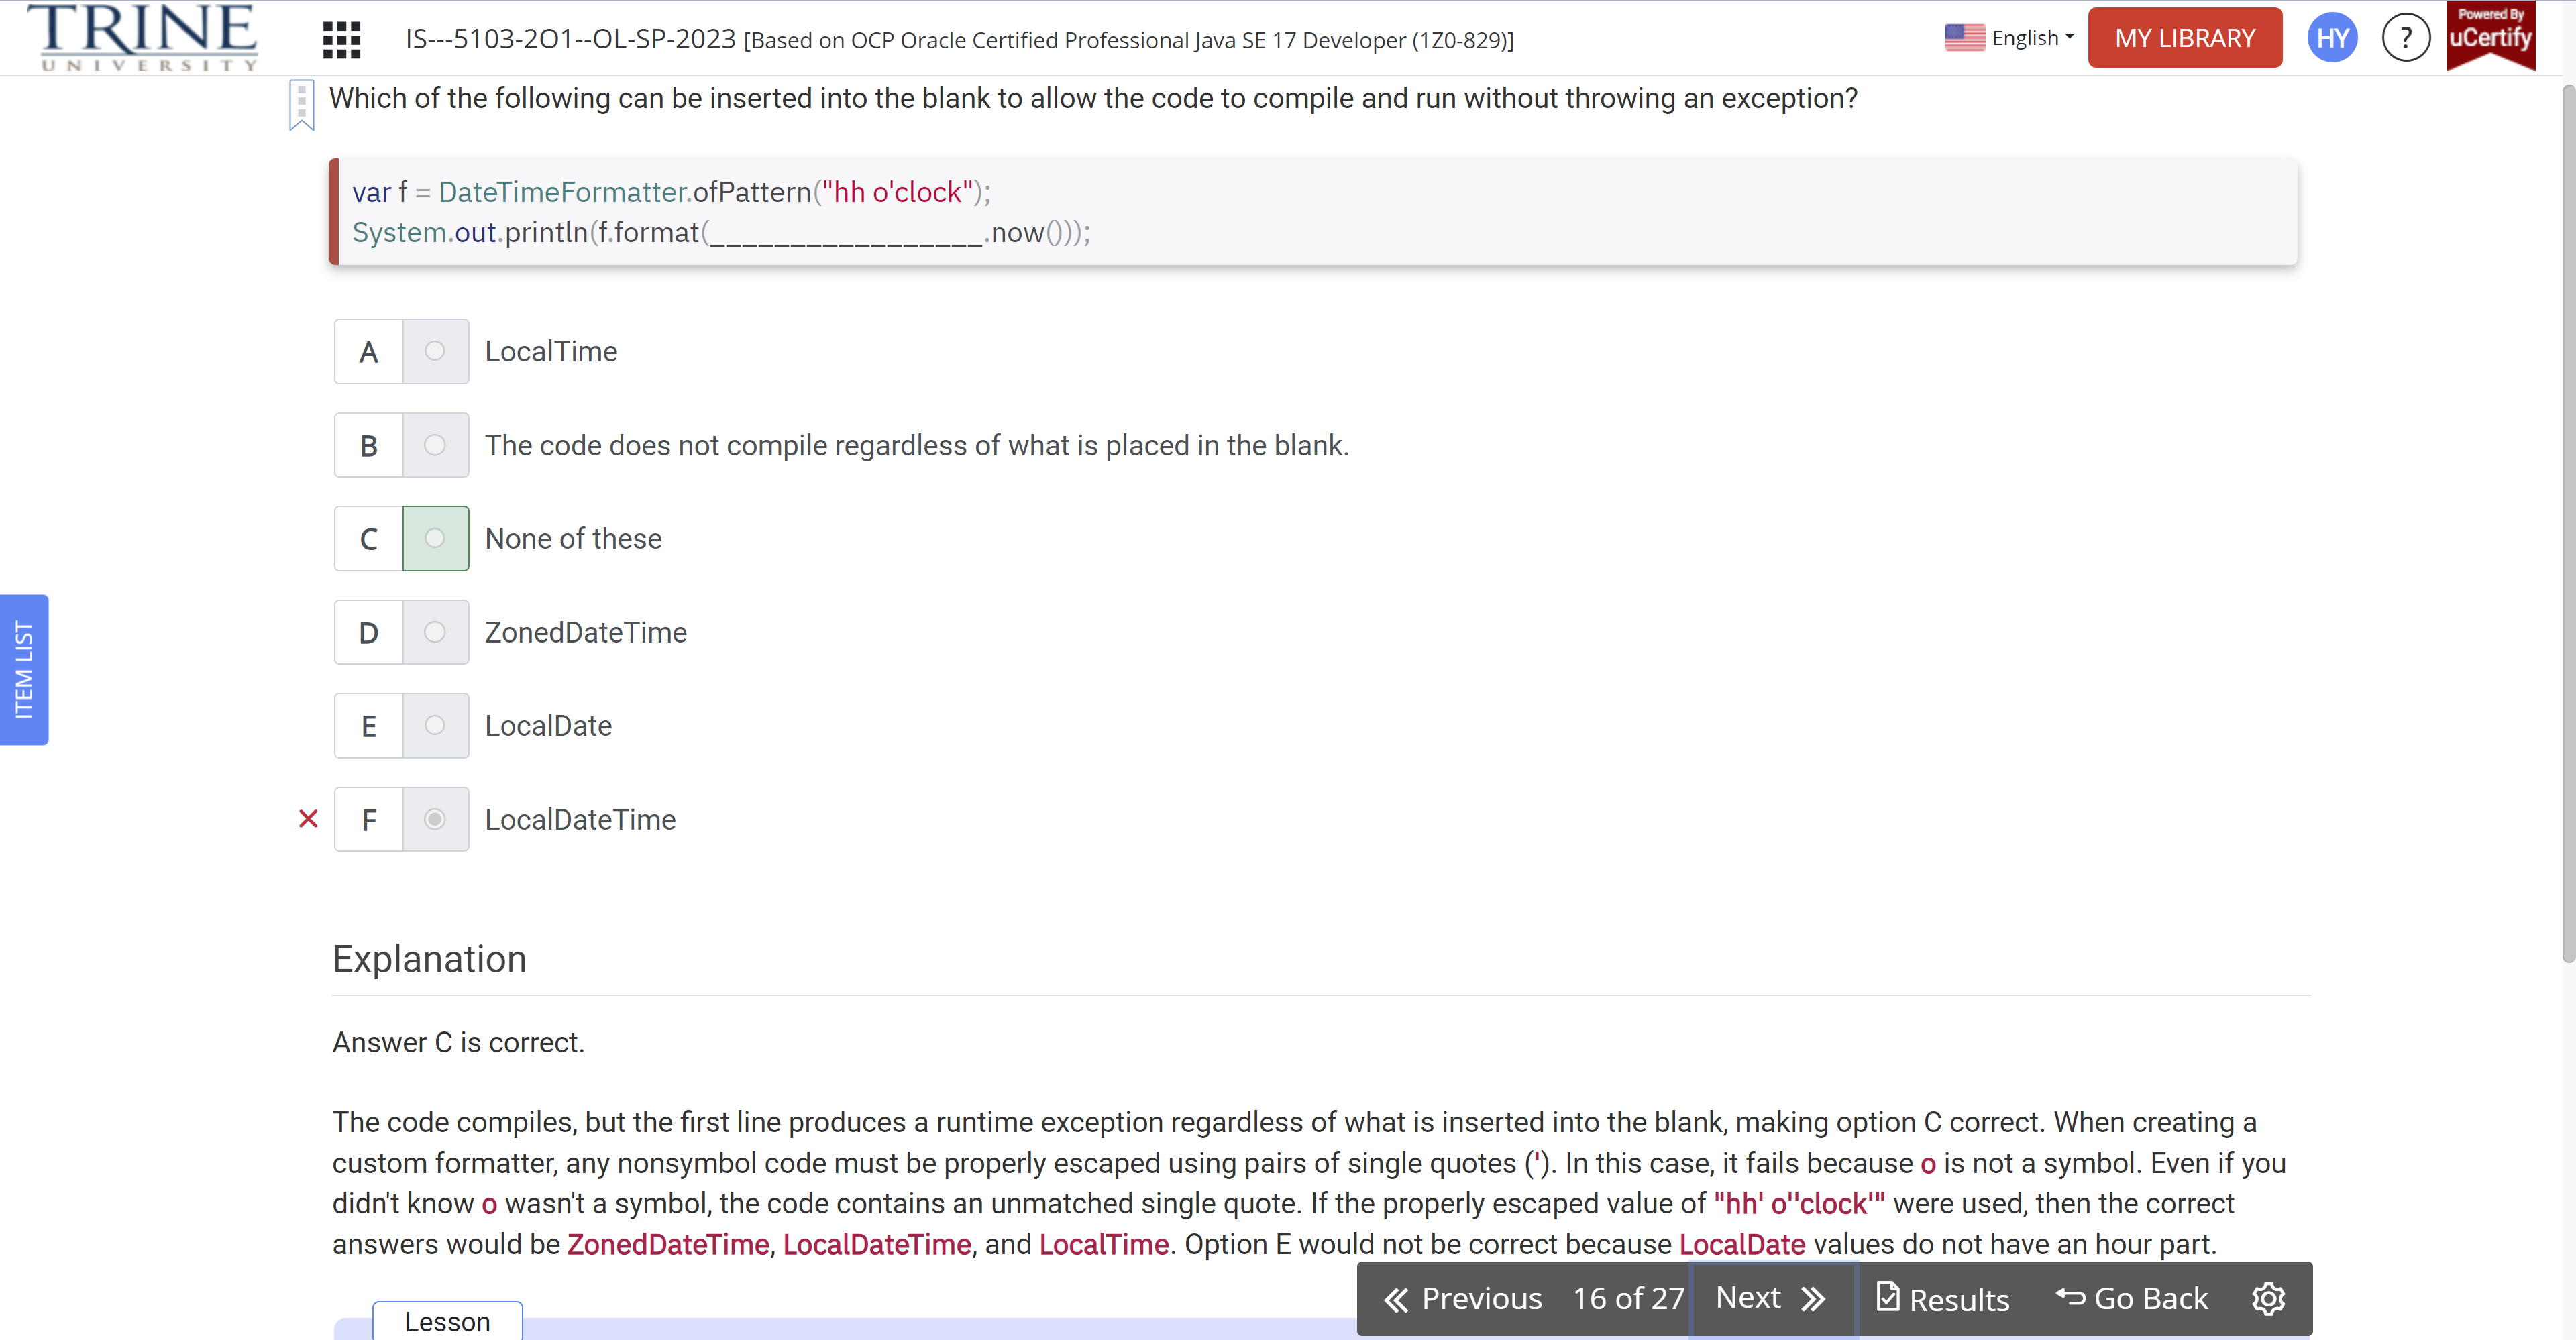 TRINE
UNIVERSITY
IS---5103-2O1--OL-SP-2023 [Based on OCP Oracle Certified Professional Java SE 17 Developer (1Z0-829)]
English
MY LIBRARY
HY
?
Powered By
uCertify
Which of the following can be inserted into the blank to allow the code to compile and run without throwing an exception?
var f = DateTimeFormatter.ofPattern("hh o'clock");
System.out.println(f.format(_________________.now()));
A LocalTime
B The code does not compile regardless of what is placed in the blank.
C None of these
D ZonedDateTime
E LocalDate
F LocalDateTime
ITEM LIST
Explanation
Answer C is correct.
The code compiles, but the first line produces a runtime exception regardless of what is inserted into the blank, making option C correct. When creating a
custom formatter, any nonsymbol code must be properly escaped using pairs of single quotes ('). In this case, it fails because o is not a symbol. Even if you
didn't know o wasn't a symbol, the code contains an unmatched single quote. If the properly escaped value of "hh' o''clock'" were used, then the correct
answers would be ZonedDateTime, LocalDateTime, and LocalTime. Option E would not be correct because LocalDate values do not have an hour part.
Previous 16 of 27 Next Results Go Back
Lesson